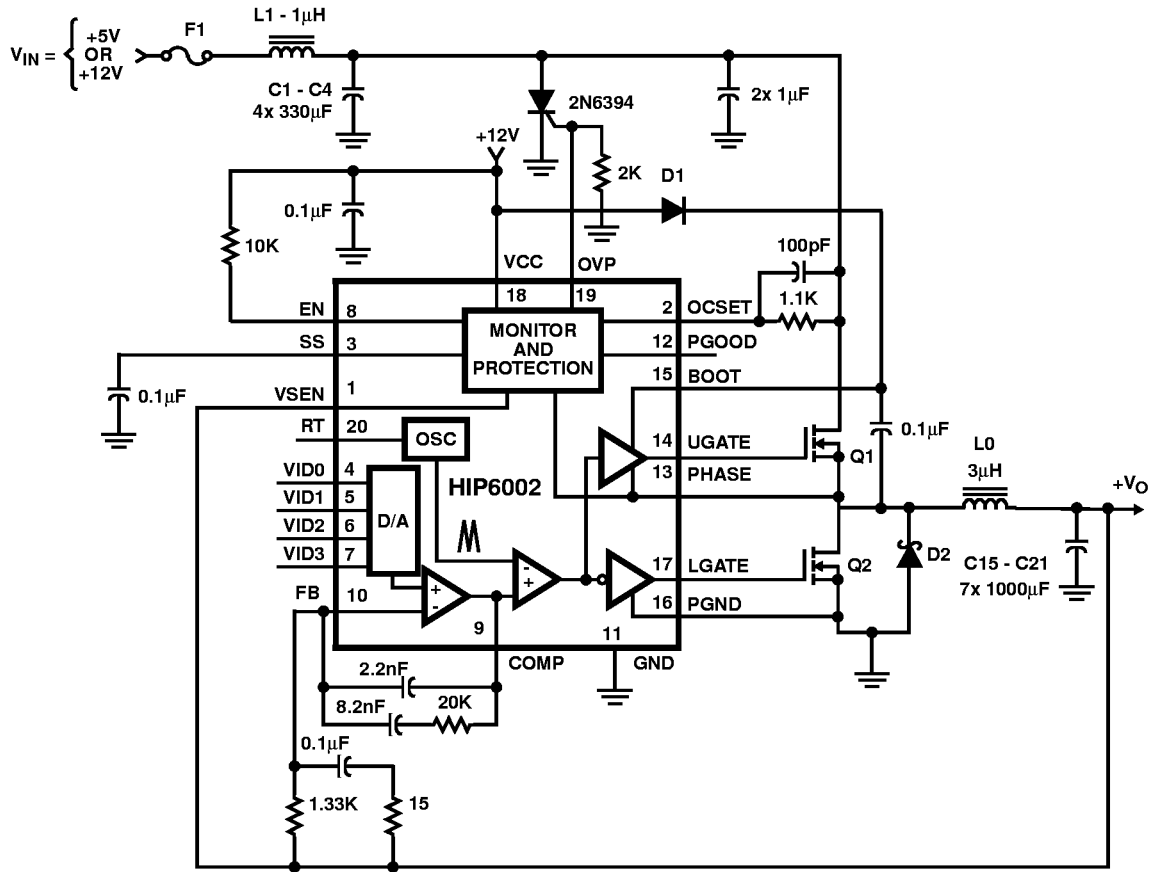 L1 - 1μH
F1
VIN =
+5V
OR
+12V
C1 - C4
4x 330μF
2N6394
2x 1μF
+12V
2K
D1
0.1μF
10K
100pF
1.1K
VCC
OVP
18
19
EN
8
2
OCSET
SS
3
MONITOR
AND
PROTECTION
12
PGOOD
15
BOOT
0.1μF
VSEN
1
RT
20
OSC
14
UGATE
Q1
0.1μF
L0
3μH
13
PHASE
VID0
4
HIP6002
+VO
VID1
5
D/A
VID2
6
VID3
7
17
LGATE
Q2
D2
C15 - C21
7x 1000μF
FB
10
+
-
-
+
16
PGND
9
11
COMP
GND
2.2nF
8.2nF
20K
0.1μF
1.33K
15